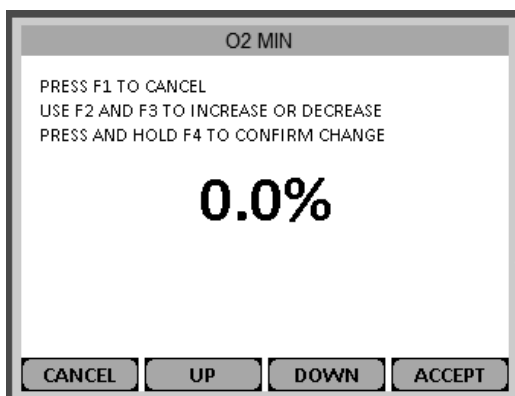 O2 MIN
PRESS F1 TO CANCEL
USE F2 AND F3 TO INCREASE OR DECREASE
PRESS AND HOLD F4 TO CONFIRM CHANGE
0.0%
CANCEL UP DOWN ACCEPT